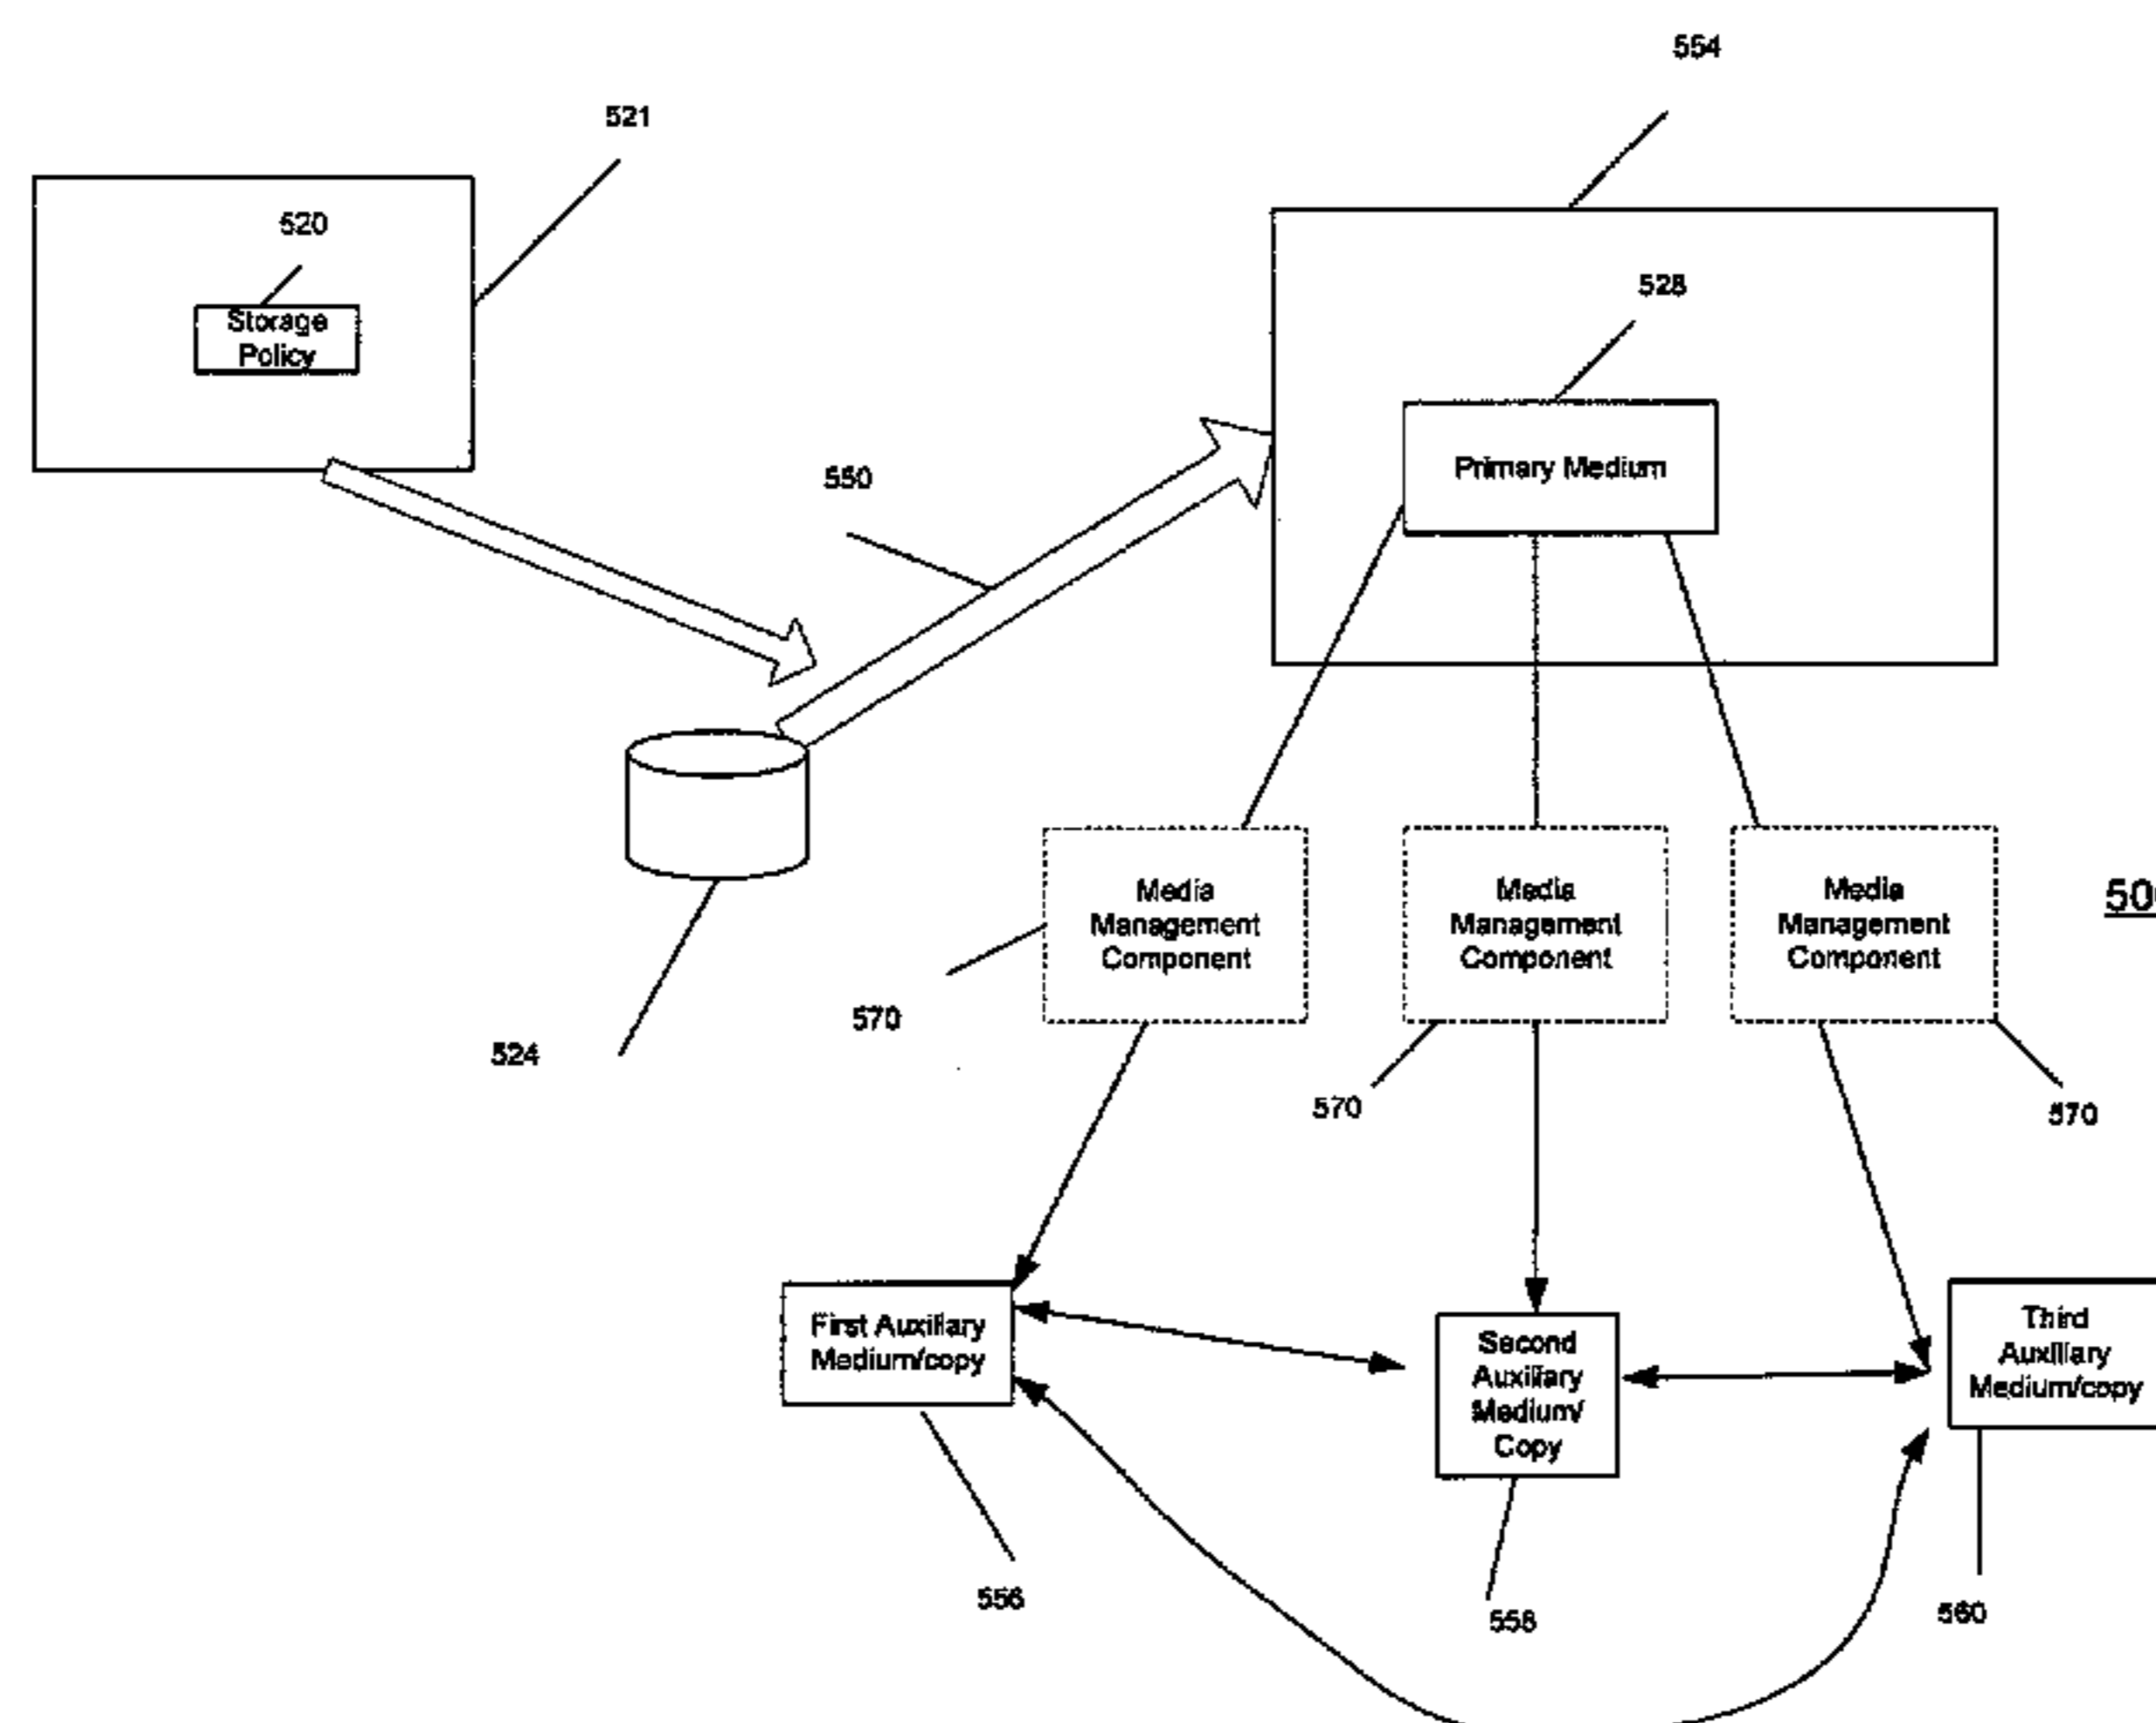 554
521
520
Storage
Policy
528
Primary Medium
550
Media
Management
Component
Media
Management
Component
Media
Management
Component
570
524
570
570
First Auxiliary
Medium/copy
Second
Auxiliary
Medium/
Copy
Third
Auxiliary
Medium/copy
556
558
560